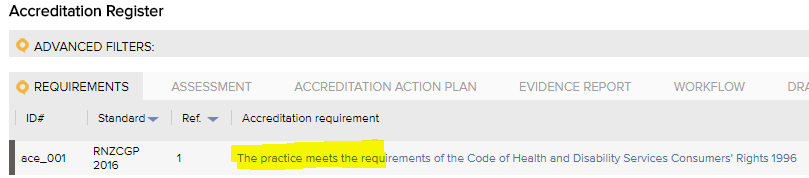 Accreditation Register
ADVANCED FILTERS:
REQUIREMENTS ASSESSMENT ACCREDITATION ACTION PLAN EVIDENCE REPORT WORKFLOW DRA
ID# Standard Ref. Accreditation requirement
ace_001 RNZCGP 2016 1 The practice meets the requirements of the Code of Health and Disability Services Consumers' Rights 1996